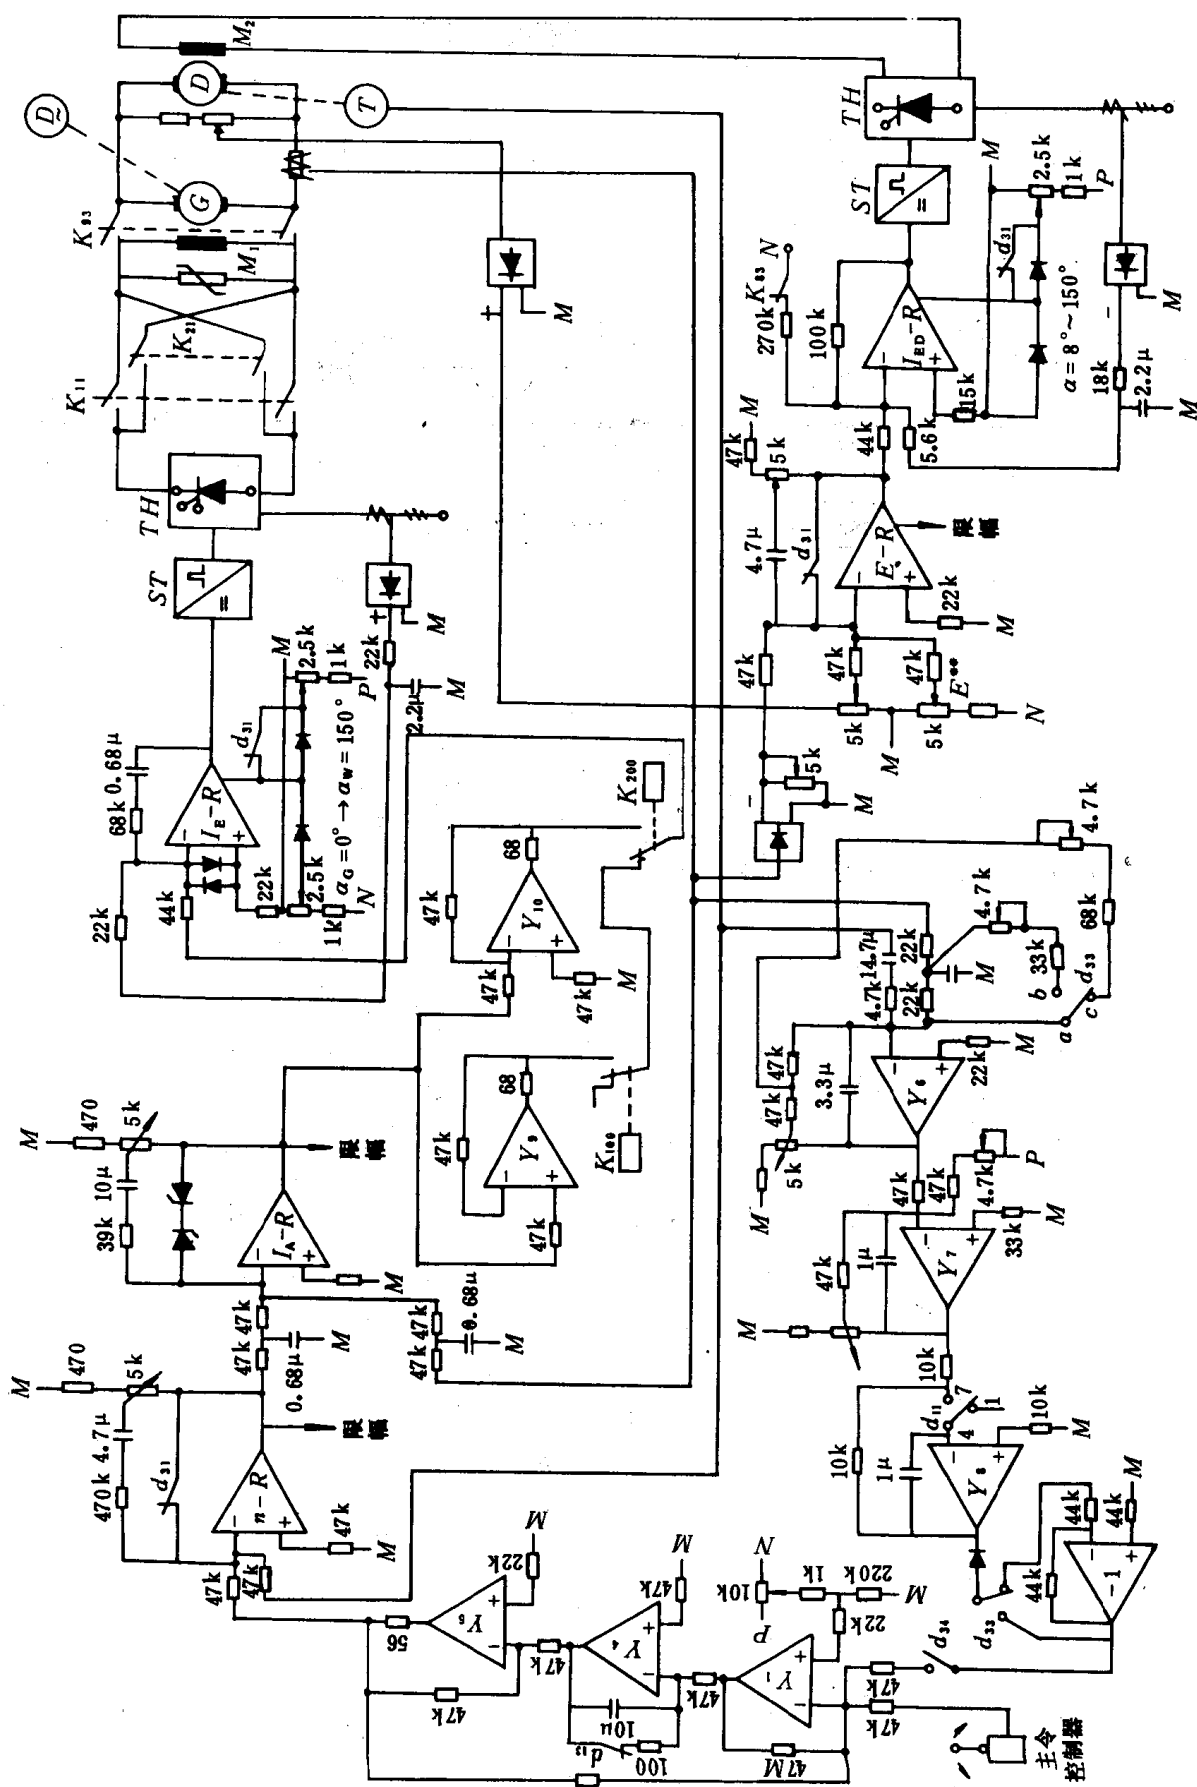 D̰
G
D
T
M₂
K₉₃
M₁
K₂₁
K₁₁
TH
ST
22k
M
2.2μ
M
68k 0.68μ
22k
44k
I_E-R
22k
d₃₁
M
2.5k
1k
P
2.5k
1k
N
α_G=0°→α_W=150°
M
TH
ST
K₈₃
N
270k
100k
I_ED-R
15k
d₃₁
M
2.5k
1k
P
α=8°~150°
18k
2.2μ
M
M
44k
5.6k
M
47k
5k
4.7μ
d₃₁
E-R
限幅
22k
M
47k
47k
47k
E**
5k
M
5k
N
5k
M
M
470
5k
10μ
39k
I_A-R
限幅
M
47k
47k
0.68μ
M
47k
47k
0.68μ
M
47k
Y₁₀
68
47k
47k
M
K₂₀₀
47k
Y₉
68
47k
K₁₀₀
M
470
5k
470k 4.7μ
d₃₁
n-R
限幅
47k
47k
47k
M
56
Y₅
22k
M
47k
47k
Y₄
47k
M
10μ
d₁₂
100
47k
Y₁
N
10k
P
1k
220k
M
22k
47M
47k
47k
d₃₄
主令
控制器
d₃₃
44k
-1
44k
44k
M
Y₈
1μ
10k
10k
M
d₁₁
4
7
1
10k
Y₇
1μ
47k
M
33k
M
47k
47k
4.7k
P
Y₆
3.3μ
47k
47k
5k
M
22k
M
4.7k
14.7μ
22k
22k
M
4.7k
33k
b
a
c
d₃₃
68k
4.7k